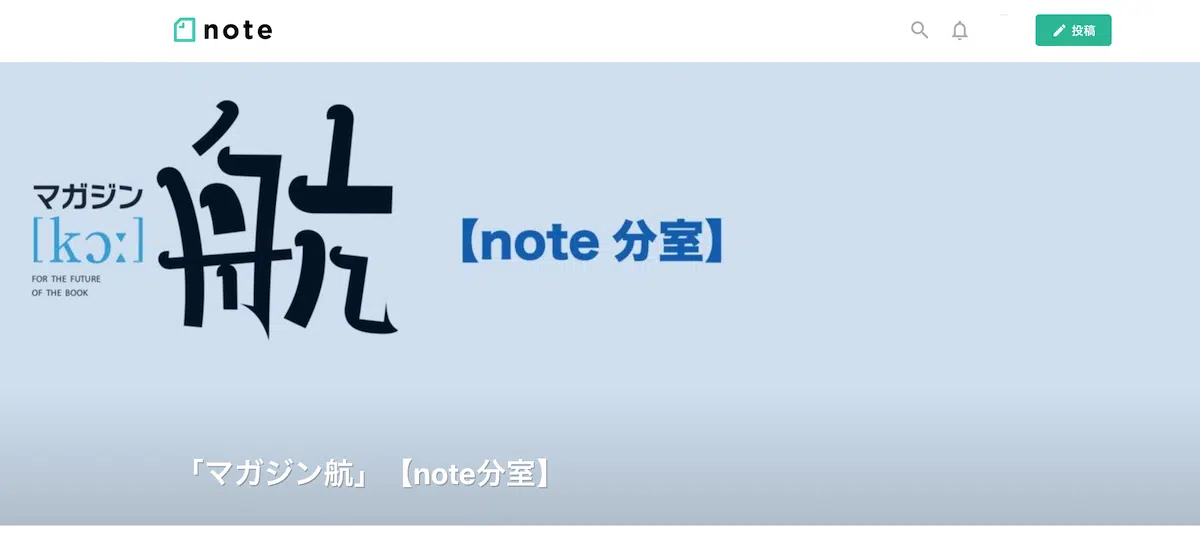 note
投稿
マガジン
[kɔː]
FOR THE FUTURE
OF THE BOOK
航
【note 分室】
「マガジン航」【note分室】